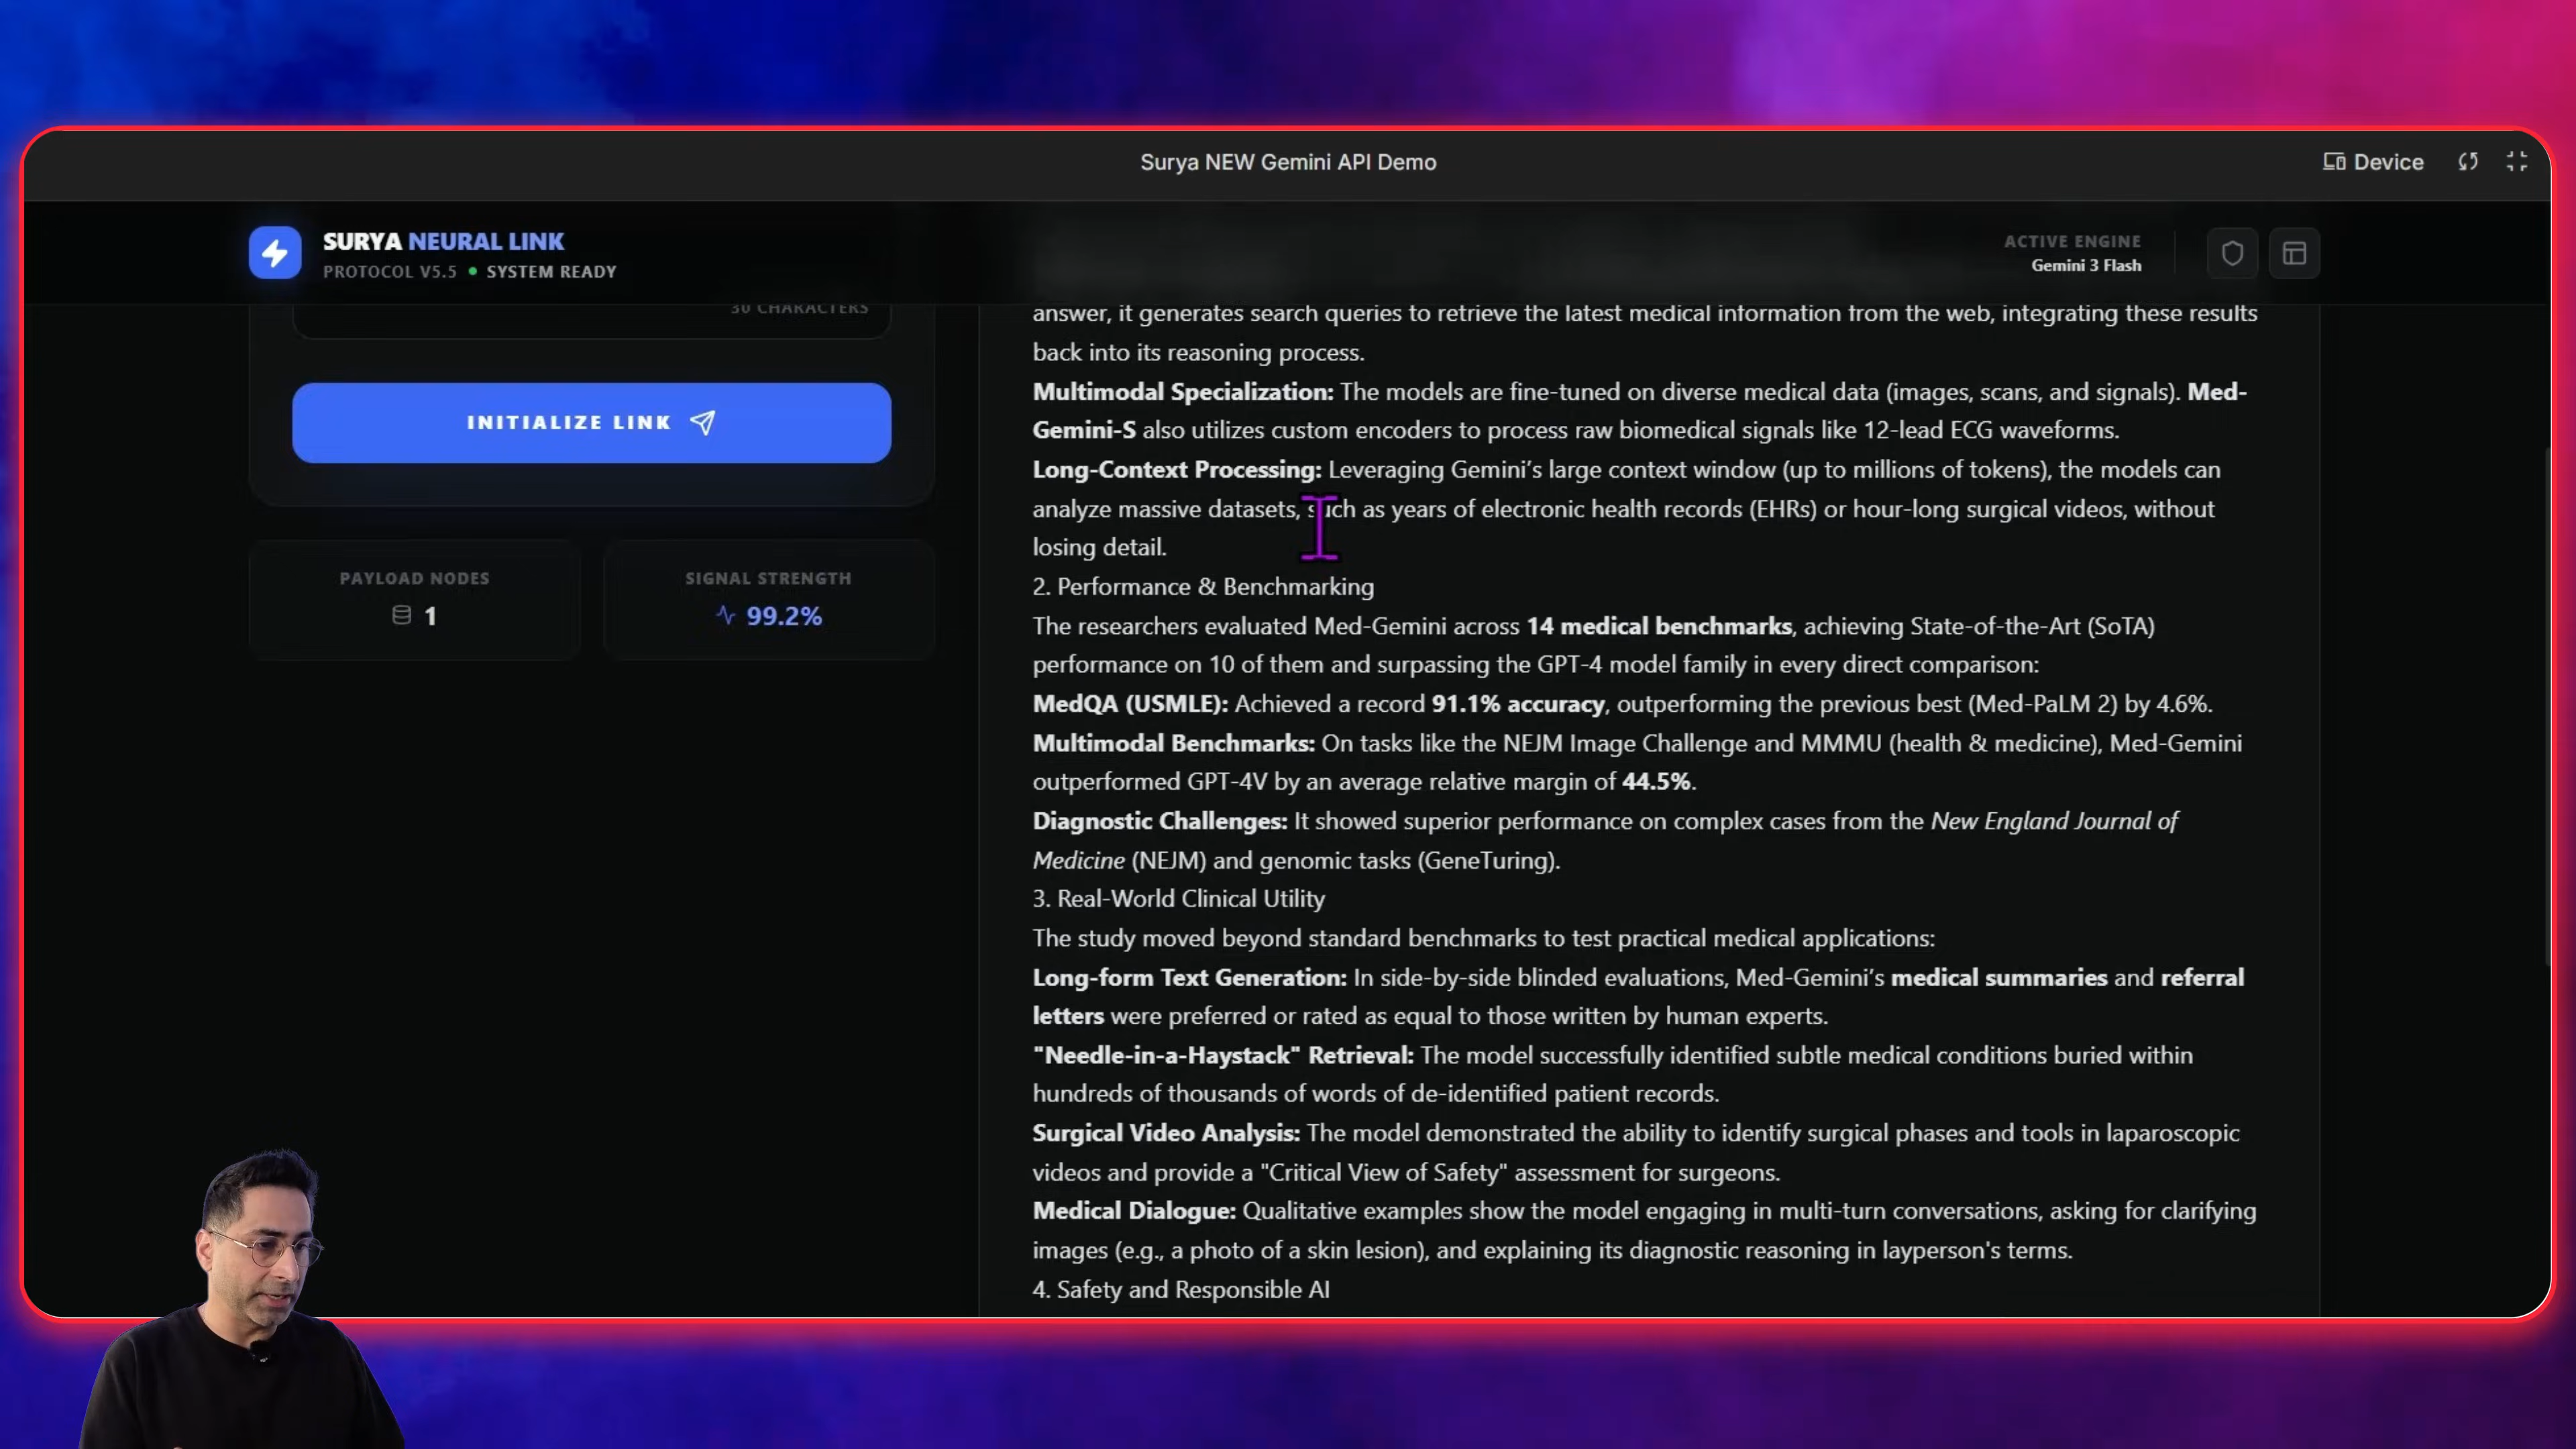 Surya NEW Gemini API Demo
Device
SURYA NEURAL LINK
PROTOCOL V5.5 • SYSTEM READY
ACTIVE ENGINE
Gemini 3 Flash
30 CHARACTERS
INITIALIZE LINK
PAYLOAD NODES
1
SIGNAL STRENGTH
99.2%
answer, it generates search queries to retrieve the latest medical information from the web, integrating these results
back into its reasoning process.
Multimodal Specialization: The models are fine-tuned on diverse medical data (images, scans, and signals). Med-
Gemini-S also utilizes custom encoders to process raw biomedical signals like 12-lead ECG waveforms.
Long-Context Processing: Leveraging Gemini's large context window (up to millions of tokens), the models can
analyze massive datasets, such as years of electronic health records (EHRs) or hour-long surgical videos, without
losing detail.
2. Performance & Benchmarking
The researchers evaluated Med-Gemini across 14 medical benchmarks, achieving State-of-the-Art (SoTA)
performance on 10 of them and surpassing the GPT-4 model family in every direct comparison:
MedQA (USMLE): Achieved a record 91.1% accuracy, outperforming the previous best (Med-PaLM 2) by 4.6%.
Multimodal Benchmarks: On tasks like the NEJM Image Challenge and MMMU (health & medicine), Med-Gemini
outperformed GPT-4V by an average relative margin of 44.5%.
Diagnostic Challenges: It showed superior performance on complex cases from the New England Journal of
Medicine (NEJM) and genomic tasks (GeneTuring).
3. Real-World Clinical Utility
The study moved beyond standard benchmarks to test practical medical applications:
Long-form Text Generation: In side-by-side blinded evaluations, Med-Gemini's medical summaries and referral
letters were preferred or rated as equal to those written by human experts.
"Needle-in-a-Haystack" Retrieval: The model successfully identified subtle medical conditions buried within
hundreds of thousands of words of de-identified patient records.
Surgical Video Analysis: The model demonstrated the ability to identify surgical phases and tools in laparoscopic
videos and provide a "Critical View of Safety" assessment for surgeons.
Medical Dialogue: Qualitative examples show the model engaging in multi-turn conversations, asking for clarifying
images (e.g., a photo of a skin lesion), and explaining its diagnostic reasoning in layperson's terms.
4. Safety and Responsible AI